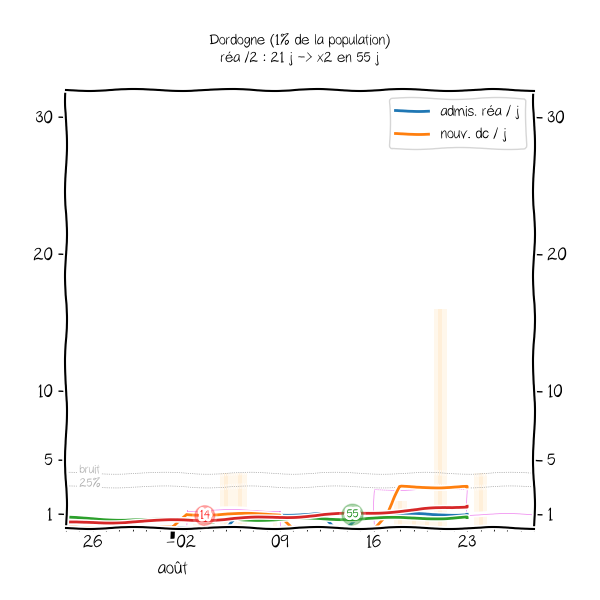 Dordogne (1% de la population)
réa /2 : 21 j -> x2 en 55 j
admis. réa / j
nouv. dc / j
30 30
20 20
10 10
5 5
bruit
25%
1 14 55 1
26 02 09 16 23
août